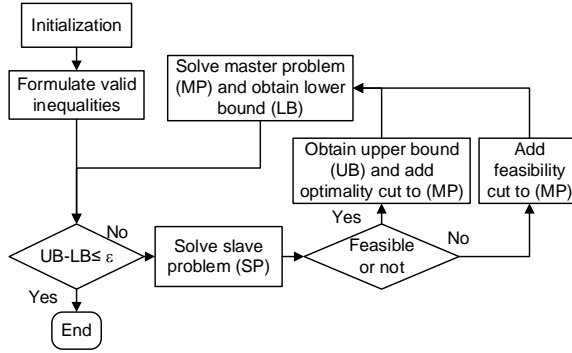 Initialization
Formulate valid
inequalities
Solve master problem
(MP) and obtain lower
bound (LB)
Obtain upper bound
(UB) and add
optimality cut to (MP)
Add
feasibility
cut to (MP)
Yes
No
No
UB-LB≤ ε
Solve slave
problem (SP)
Feasible
or not
Yes
End